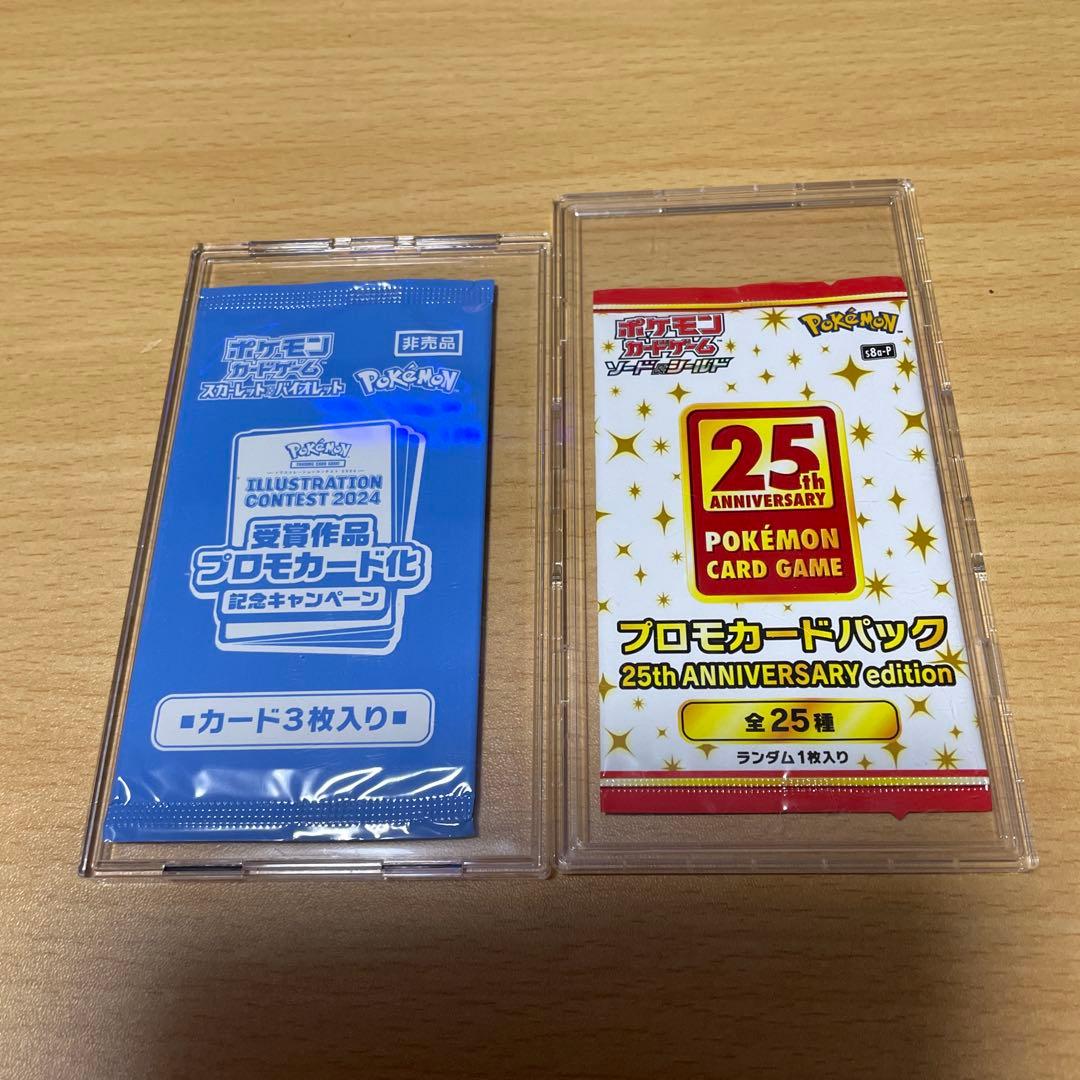 ポケモン
カードゲーム
スカーレット&バイオレット
非売品
Pokémon
Pokémon
TRADING CARD GAME
ILLUSTRATION
CONTEST 2024
受賞作品
プロモカード化
記念キャンペーン
■カード3枚入り■
ポケモン
カードゲーム
ソード&シールド
Pokémon
s8a-P
25th
ANNIVERSARY
POKÉMON
CARD GAME
プロモカードパック
25th ANNIVERSARY edition
全25種
ランダム1枚入り